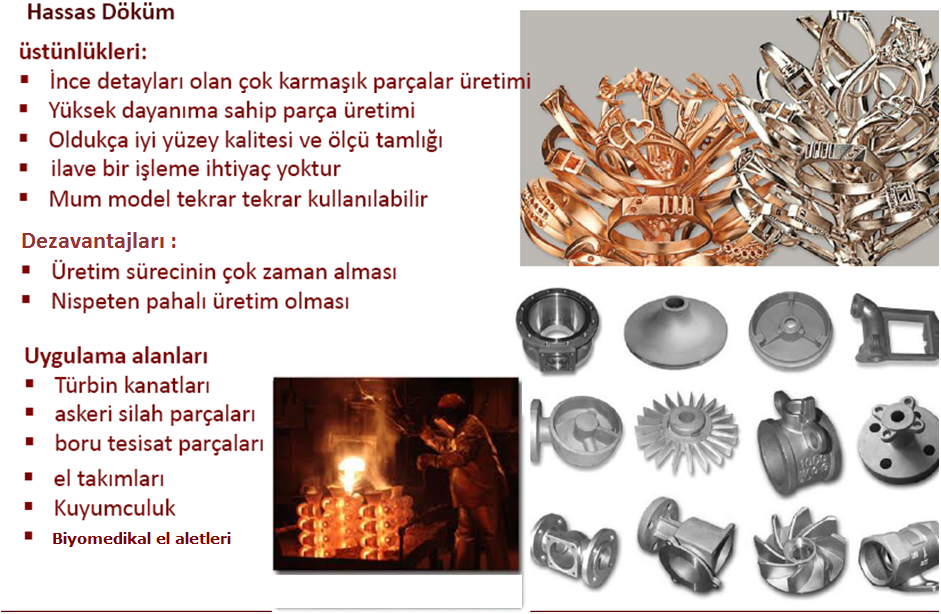 Hassas Döküm
üstünlükleri:
▪ İnce detayları olan çok karmaşık parçalar üretimi
▪ Yüksek dayanıma sahip parça üretimi
▪ Oldukça iyi yüzey kalitesi ve ölçü tamlığı
▪ ilave bir işleme ihtiyaç yoktur
▪ Mum model tekrar tekrar kullanılabilir
Dezavantajları :
▪ Üretim sürecinin çok zaman alması
▪ Nispeten pahalı üretim olması
Uygulama alanları
▪ Türbin kanatları
▪ askeri silah parçaları
▪ boru tesisat parçaları
▪ el takımları
▪ Kuyumculuk
▪ Biyomedikal el aletleri